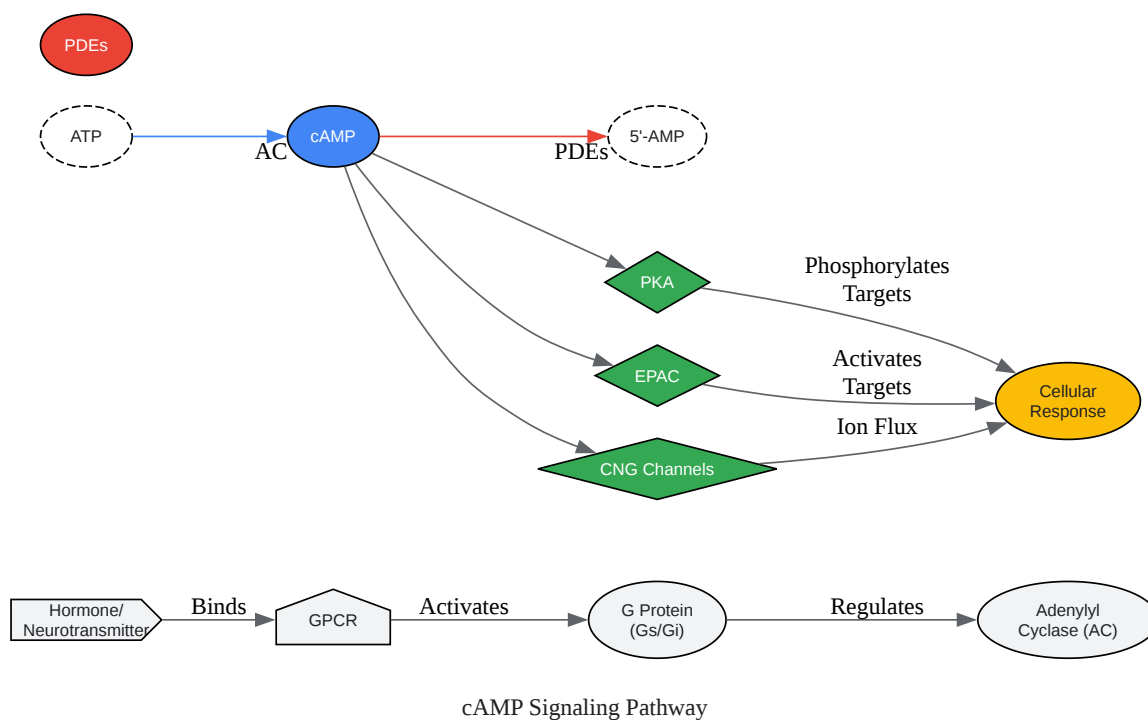 PDEs
ATP
AC
cAMP
PDEs
5'-AMP
PKA
Phosphorylates
Targets
EPAC
Activates
Targets
Cellular
Response
Ion Flux
CNG Channels
Hormone/
Neurotransmitter
Binds
GPCR
Activates
G Protein
(Gs/Gi)
Regulates
Adenylyl
Cyclase (AC)
cAMP Signaling Pathway